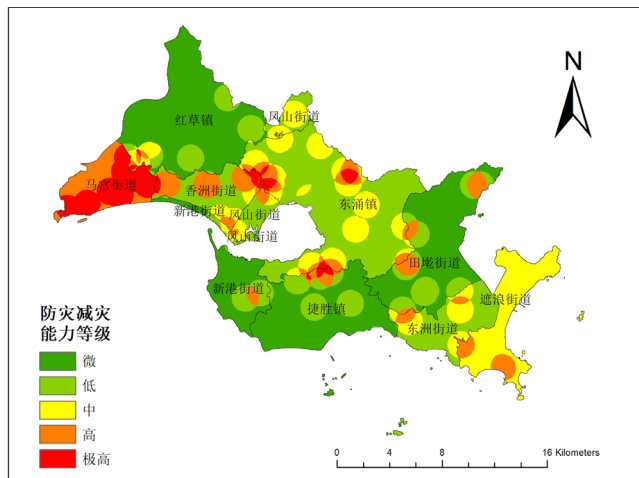 N
凤山街道
红草镇
马宫街道
香洲街道
新港街道
凤山街道
凤山街道
东涌镇
田墘街道
新港街道
捷胜镇
遮浪街道
东洲街道
防灾减灾
能力等级
微
低
中
高
极高
0 4 8 16 Kilometers